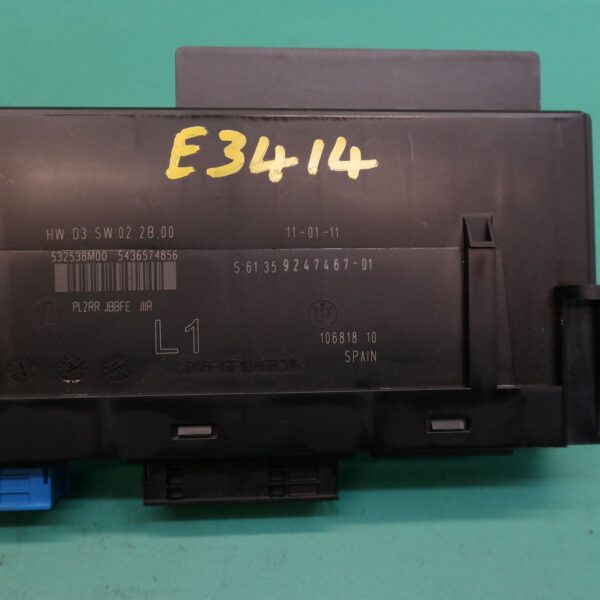 E3414
HW: D3 SW:02.2B.00
11-01-11
532538M00 5436574856
S:61.35 9247467-01
PL2RR JBBFE IIIR
L1
106818 10
SPAIN